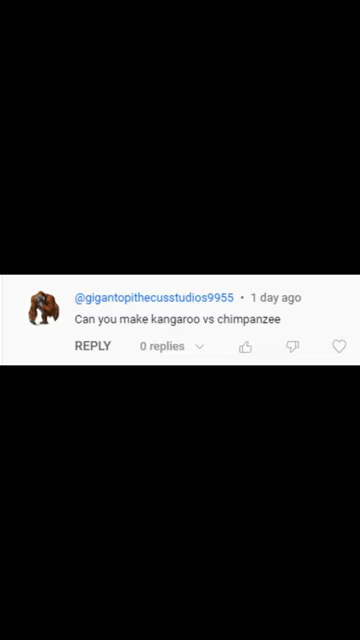 @gigantopithecusstudios9955 • 1 day ago
Can you make kangaroo vs chimpanzee
REPLY 0 replies